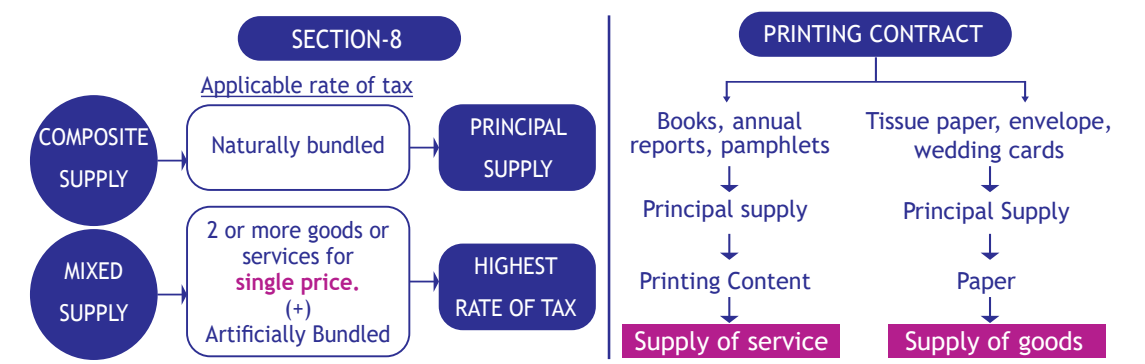 SECTION-8
Applicable rate of tax
COMPOSITE
SUPPLY
Naturally bundled
PRINCIPAL
SUPPLY
MIXED
SUPPLY
2 or more goods or
services for
single price.
(+)
Artificially Bundled
HIGHEST
RATE OF TAX
PRINTING CONTRACT
Books, annual
reports, pamphlets
Principal supply
Printing Content
Supply of service
Tissue paper, envelope,
wedding cards
Principal Supply
Paper
Supply of goods